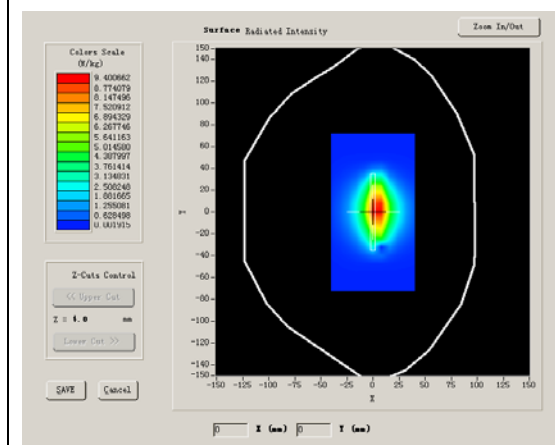 Surface Radiated Intensity
Zoom In/Out
Colors Scale
(W/kg)
9.400662
8.774079
8.147496
7.520912
6.894329
6.267746
5.641163
5.014580
4.387997
3.761414
3.134831
2.508248
1.881665
1.255081
0.628498
0.001915
150
140
120
100
80
60
40
20
0
-20
-40
-60
-80
-100
-120
-140
-150
Y
-150 -125 -100 -75 -50 -25 0 25 50 75 100 125 150
X
Z-Cuts Control
<< Upper Cut
Z = 4.0 mm
Lower Cut >>
SAVE
Cancel
0 X (mm) 0 Y (mm)